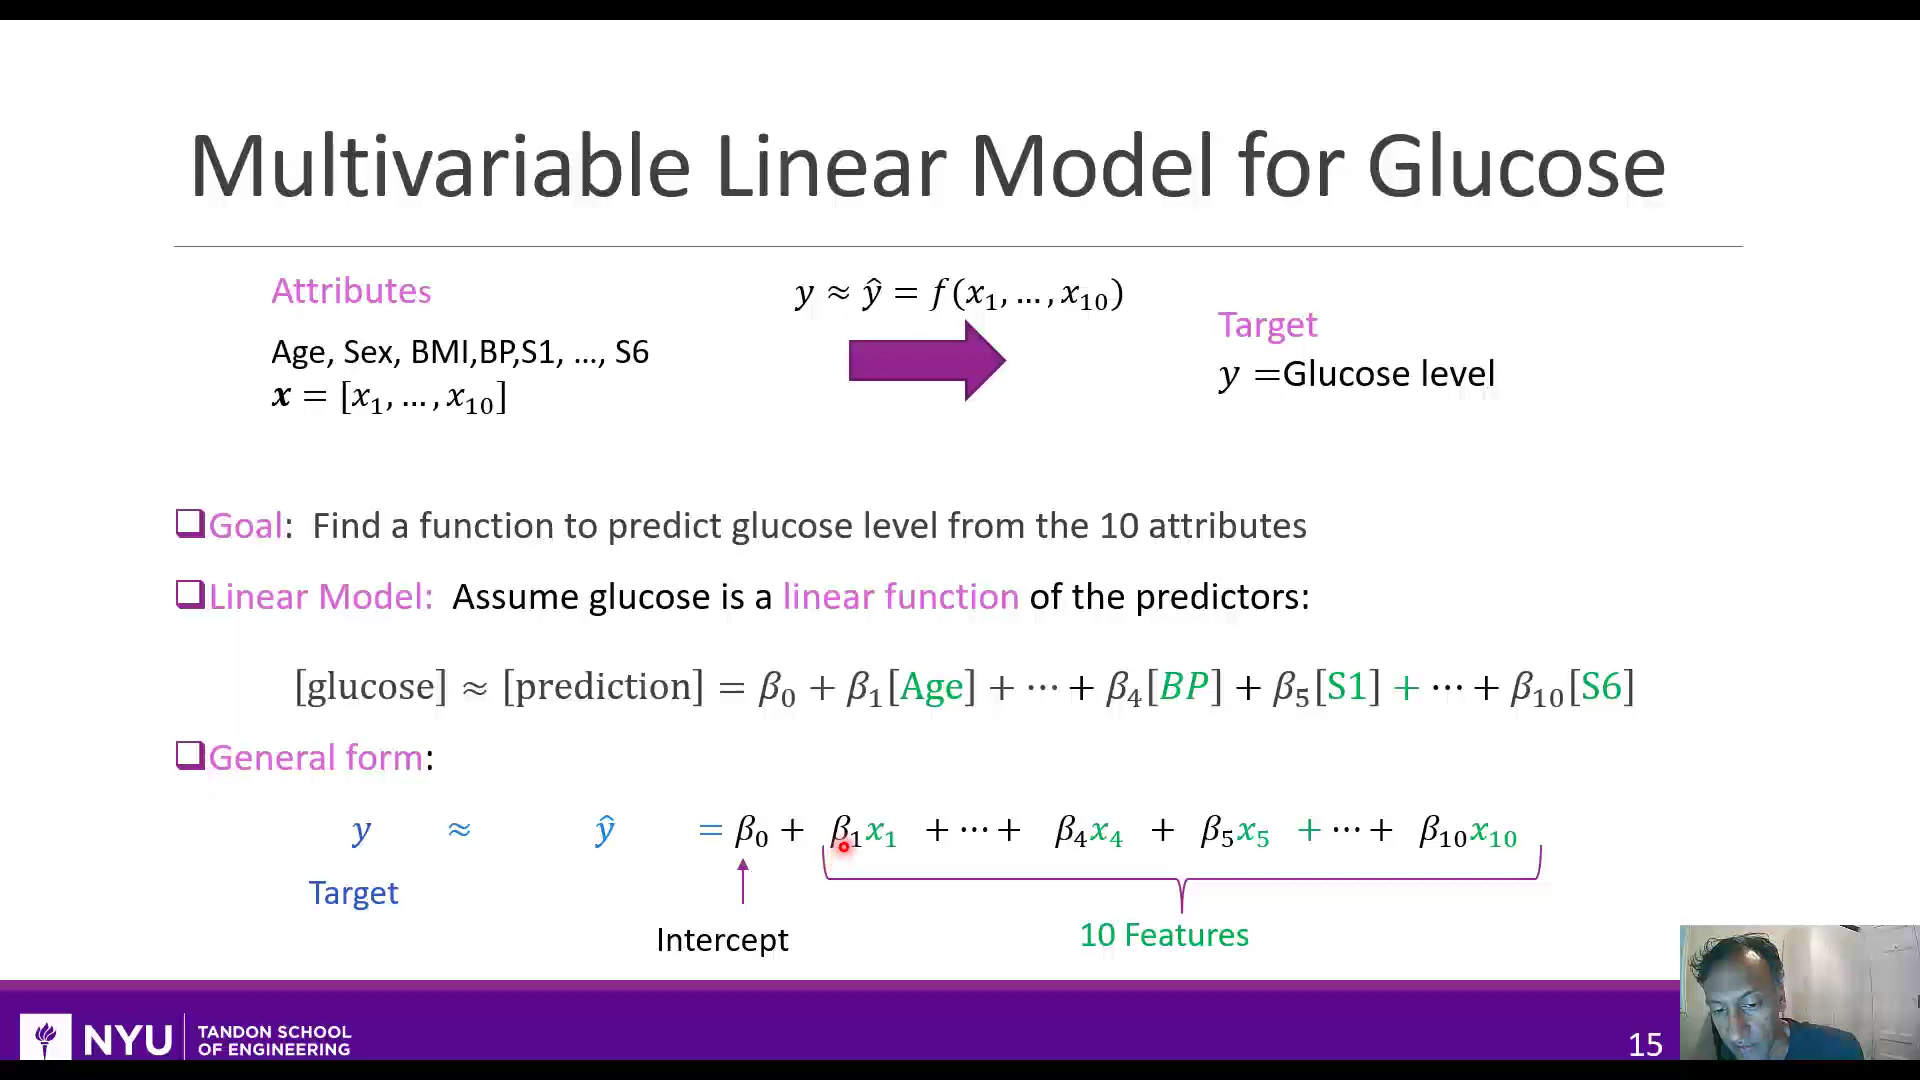 Multivariable Linear Model for Glucose
Attributes
Age, Sex, BMI,BP,S1, …, S6
𝒙 = [x₁, … , x₁₀]
y ≈ ŷ = f(x₁, … , x₁₀)
Target
y =Glucose level
Goal: Find a function to predict glucose level from the 10 attributes
Linear Model: Assume glucose is a linear function of the predictors:
[glucose] ≈ [prediction] = β₀ + β₁[Age] + ⋯ + β₄[BP] + β₅[S1] + ⋯ + β₁₀[S6]
General form:
y ≈ ŷ = β₀ + β₁x₁ + ⋯ + β₄x₄ + β₅x₅ + ⋯ + β₁₀x₁₀
Target
Intercept
10 Features
NYU
TANDON SCHOOL
OF ENGINEERING
15